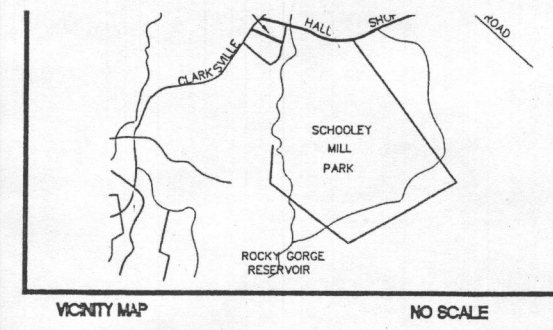 HALL SHOP
ROAD
CLARKSVILLE
SCHOOLEY
MILL
PARK
ROCKY GORGE
RESERVOIR
VICINITY MAP
NO SCALE